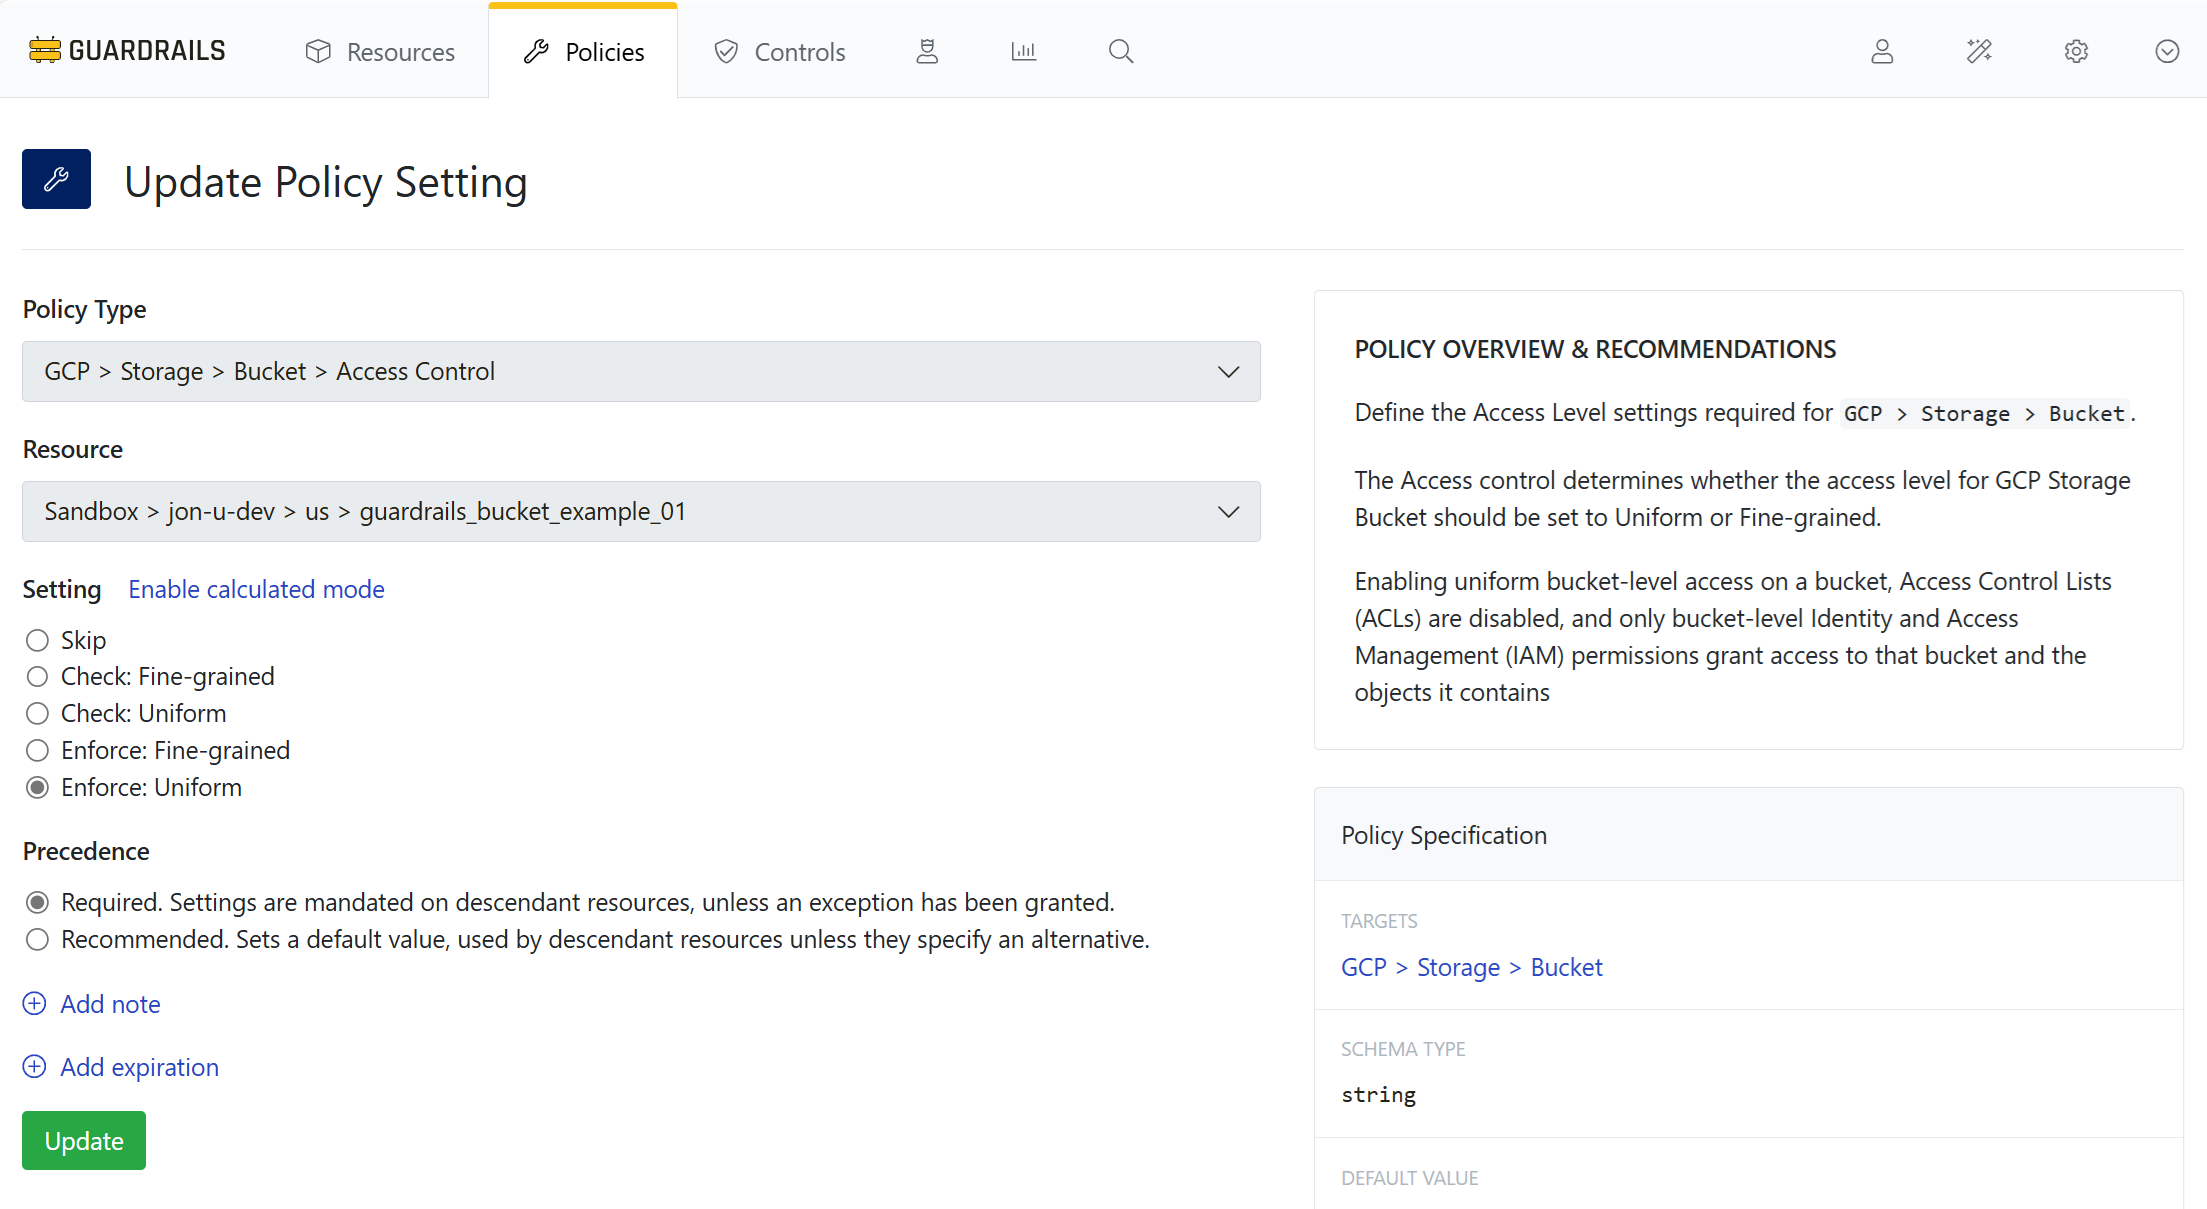 GUARDRAILS
Resources
Policies
Controls
Update Policy Setting
Policy Type
GCP > Storage > Bucket > Access Control
Resource
Sandbox > jon-u-dev > us > guardrails_bucket_example_01
Setting Enable calculated mode
Skip
Check: Fine-grained
Check: Uniform
Enforce: Fine-grained
Enforce: Uniform
Precedence
Required. Settings are mandated on descendant resources, unless an exception has been granted.
Recommended. Sets a default value, used by descendant resources unless they specify an alternative.
Add note
Add expiration
Update
POLICY OVERVIEW & RECOMMENDATIONS
Define the Access Level settings required for GCP > Storage > Bucket.
The Access control determines whether the access level for GCP Storage
Bucket should be set to Uniform or Fine-grained.
Enabling uniform bucket-level access on a bucket, Access Control Lists
(ACLs) are disabled, and only bucket-level Identity and Access
Management (IAM) permissions grant access to that bucket and the
objects it contains
Policy Specification
TARGETS
GCP > Storage > Bucket
SCHEMA TYPE
string
DEFAULT VALUE